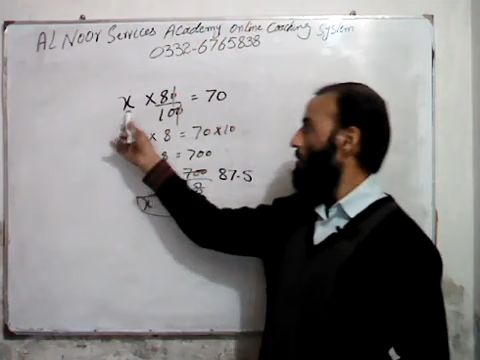 AL Noor Services Academy Online Coaching System
0332-6765838
x × 80/100 = 70
× 8 = 70 × 10
8 = 700
700/8 87.5
x